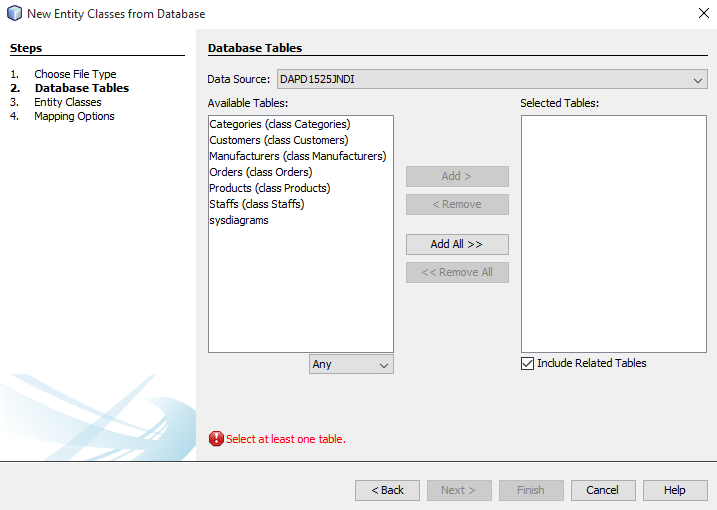 New Entity Classes from Database
Steps
1. Choose File Type
2. Database Tables
3. Entity Classes
4. Mapping Options
Database Tables
Data Source: DAPD1525JNDI
Available Tables:
Categories (class Categories)
Customers (class Customers)
Manufacturers (class Manufacturers)
Orders (class Orders)
Products (class Products)
Staffs (class Staffs)
sysdiagrams
Any
Add >
< Remove
Add All >>
<< Remove All
Selected Tables:
Include Related Tables
Select at least one table.
< Back Next > Finish Cancel Help